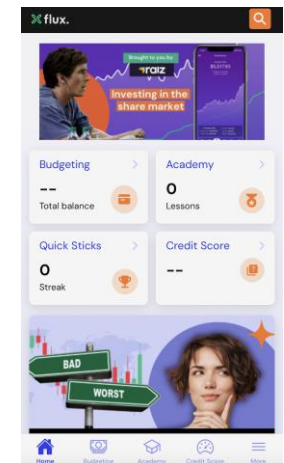 flux.
Brought to you by
raiz
Investing in the
share market
Budgeting
--
Total balance
Academy
0
Lessons
Quick Sticks
0
Streak
Credit Score
--
BAD
WORST
Home
Budgeting
Academy
Credit Score
More